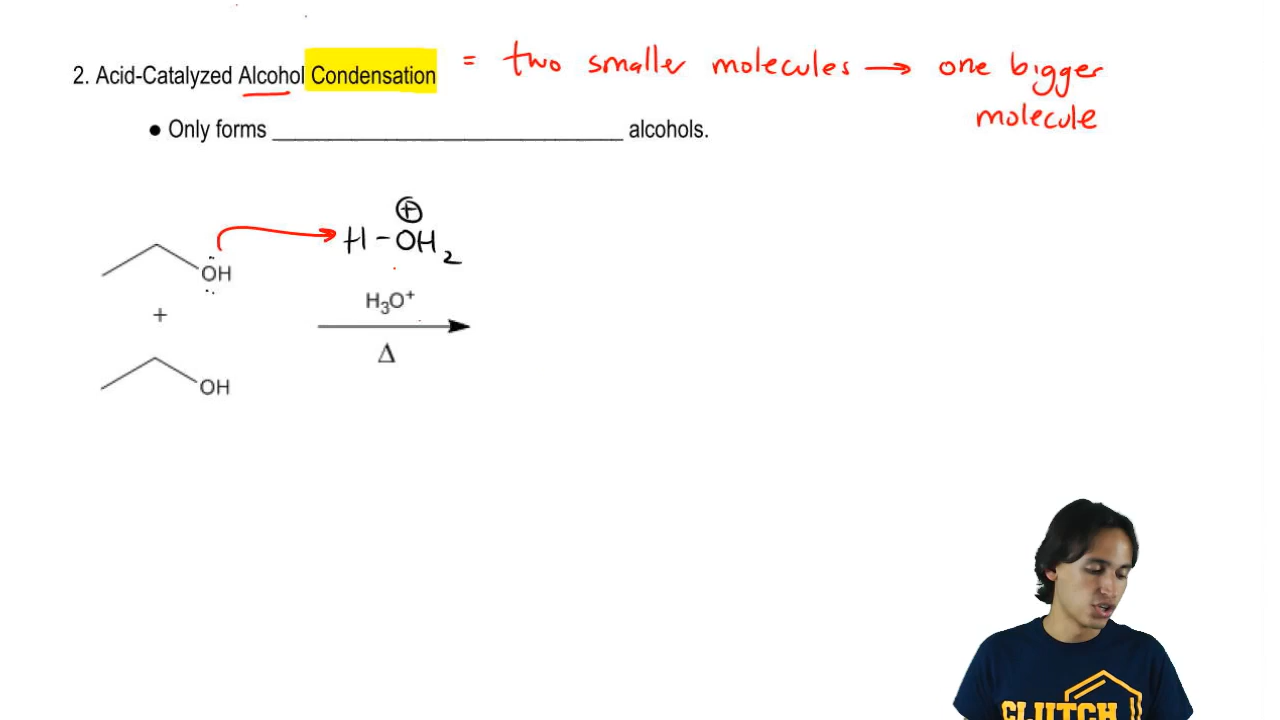 2. Acid-Catalyzed Alcohol Condensation = two smaller molecules → one bigger
molecule
● Only forms ______________________________ alcohols.
⊕
H-OH₂
OH
H₃O⁺
+
Δ
OH
CLUTCH